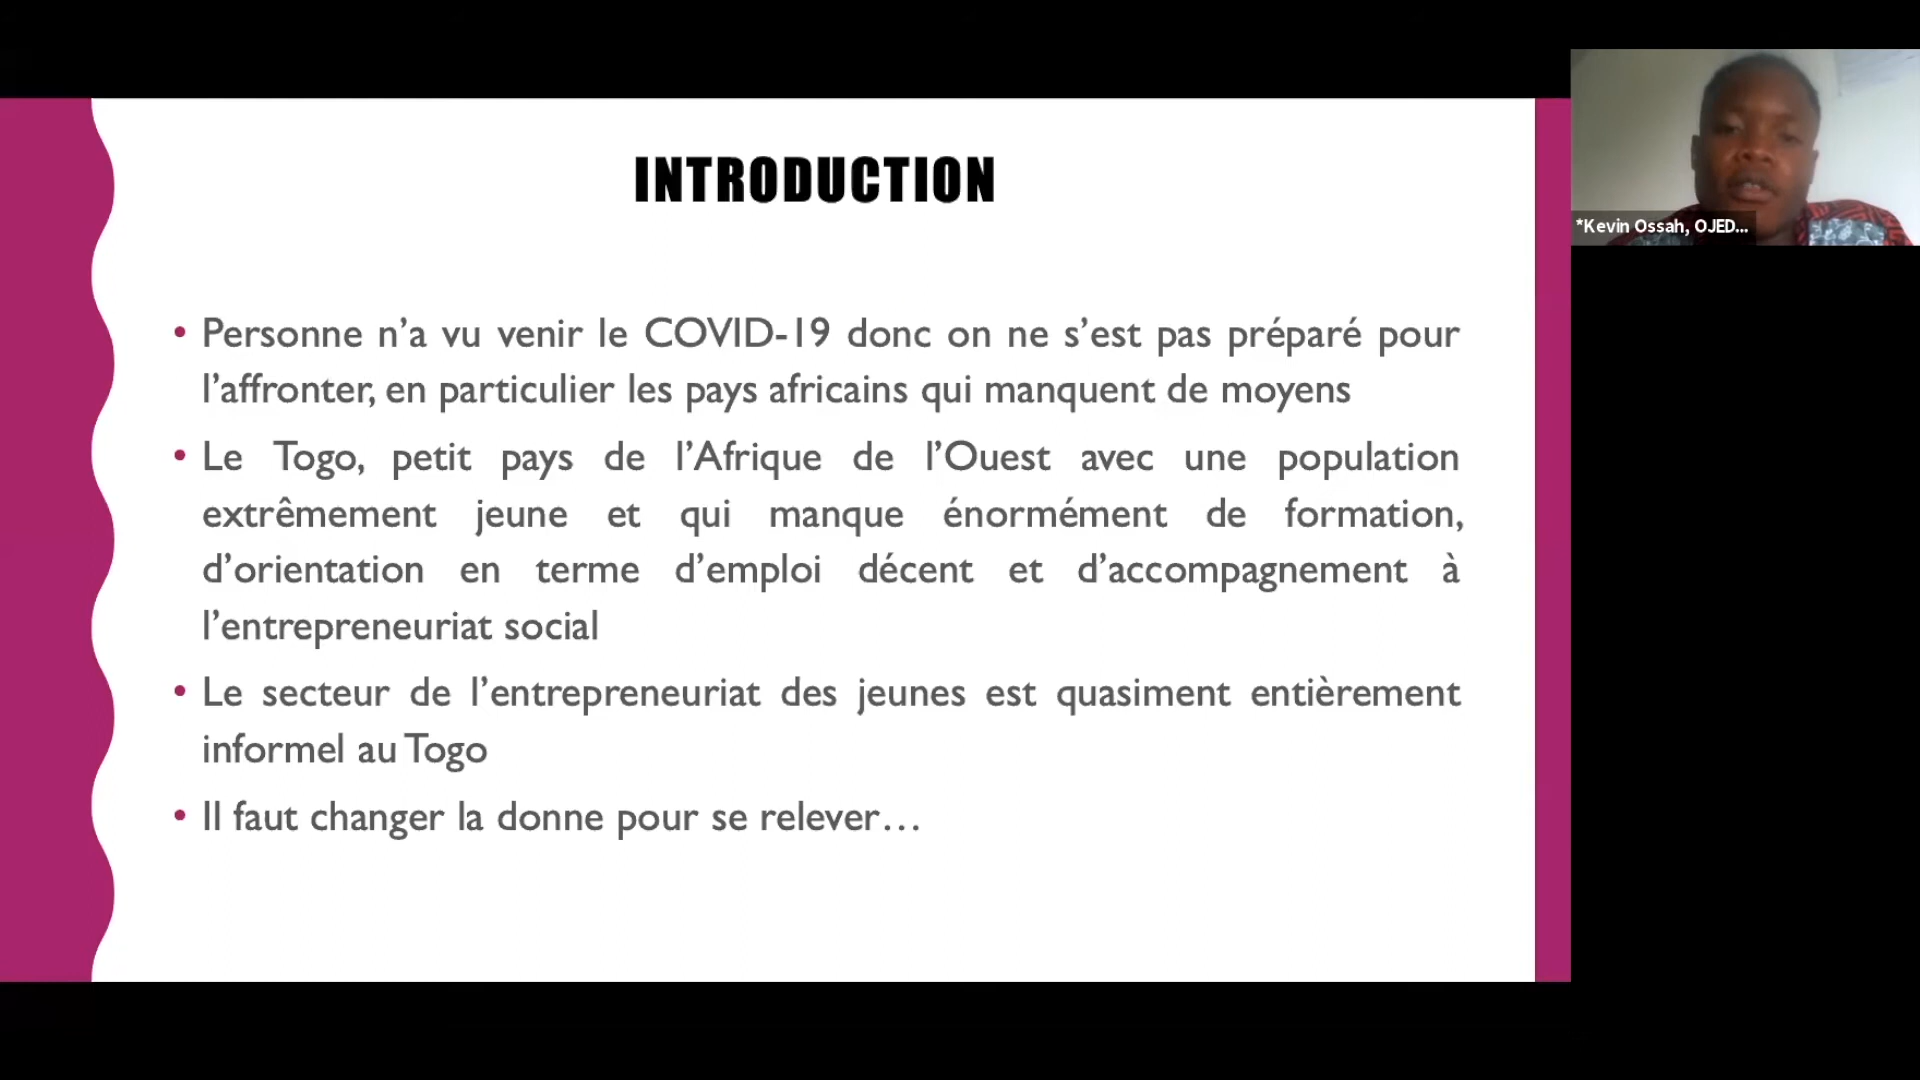 INTRODUCTION
*Kevin Ossah, OJED...
• Personne n’a vu venir le COVID-19 donc on ne s’est pas préparé pour
l’affronter, en particulier les pays africains qui manquent de moyens
• Le Togo, petit pays de l’Afrique de l’Ouest avec une population
extrêmement jeune et qui manque énormément de formation,
d’orientation en terme d’emploi décent et d’accompagnement à
l’entrepreneuriat social
• Le secteur de l’entrepreneuriat des jeunes est quasiment entièrement
informel au Togo
• Il faut changer la donne pour se relever…